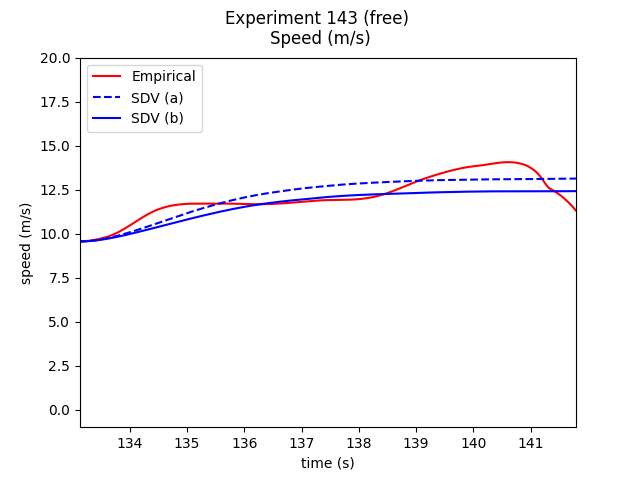 Experiment 143 (free)
Speed (m/s)
20.0
17.5
15.0
12.5
10.0
7.5
5.0
2.5
0.0
speed (m/s)
Empirical
SDV (a)
SDV (b)
134 135 136 137 138 139 140 141
time (s)